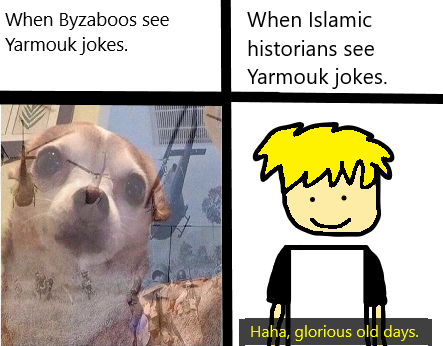 When Byzaboos see
Yarmouk jokes.
When Islamic
historians see
Yarmouk jokes.
Haha, glorious old days.